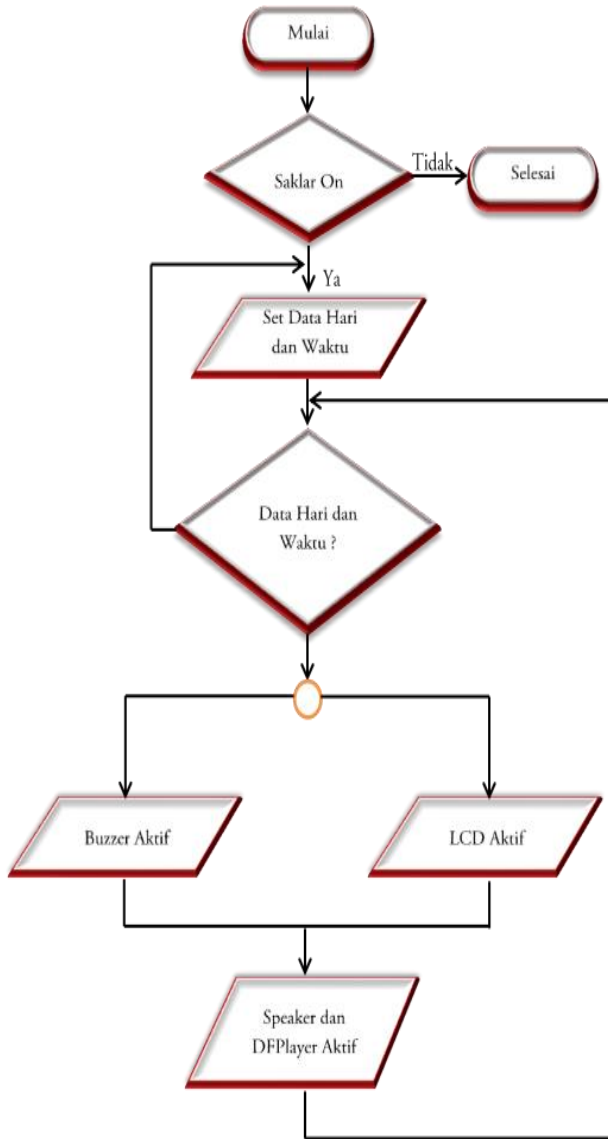 Mulai
Saklar On
Tidak
Selesai
Ya
Set Data Hari
dan Waktu
Data Hari dan
Waktu ?
Buzzer Aktif
LCD Aktif
Speaker dan
DFPlayer Aktif